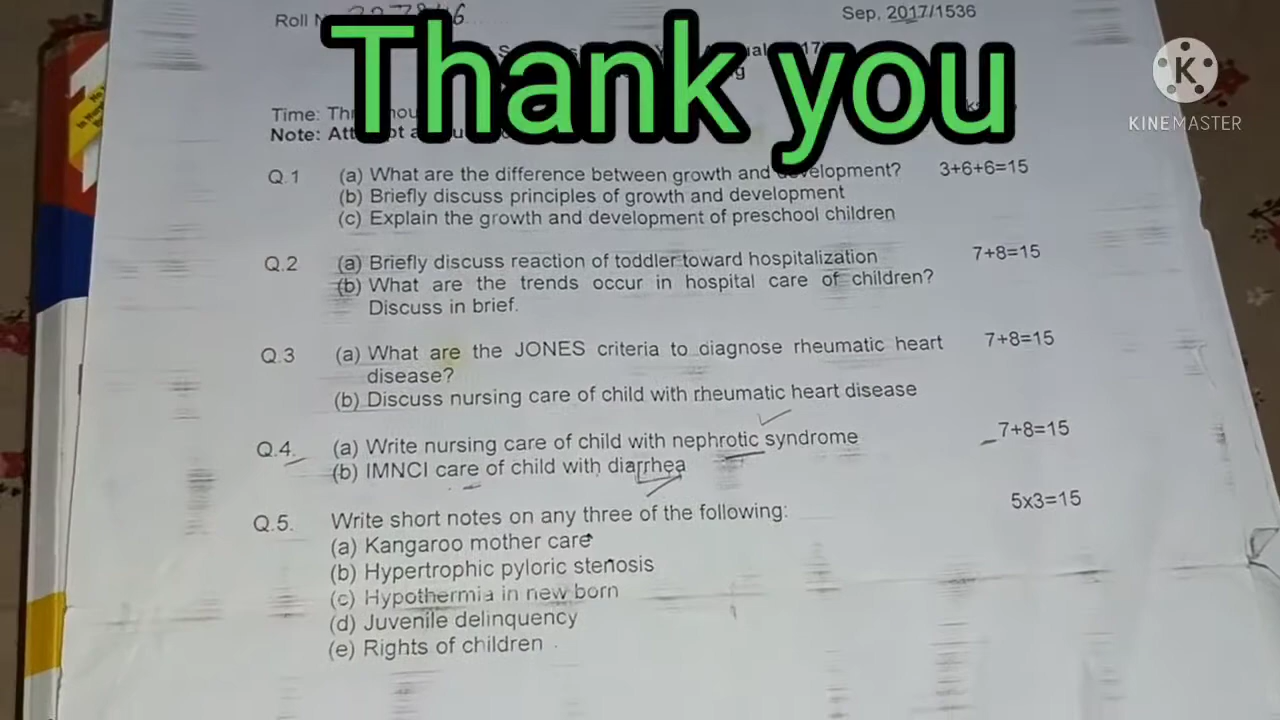 Roll
Sep, 2017/1536
Thank you
K
KINEMASTER
Time:
Note:
Q.1 (a) What are the difference between growth and development? 3+6+6=15
(b) Briefly discuss principles of growth and development
(c) Explain the growth and development of preschool children
Q.2 (a) Briefly discuss reaction of toddler toward hospitalization 7+8=15
(b) What are the trends occur in hospital care of children?
Discuss in brief.
Q.3 (a) What are the JONES criteria to diagnose rheumatic heart 7+8=15
disease?
(b) Discuss nursing care of child with rheumatic heart disease
Q.4. (a) Write nursing care of child with nephrotic syndrome 7+8=15
(b) IMNCI care of child with diarrhea
Q.5. Write short notes on any three of the following: 5x3=15
(a) Kangaroo mother care
(b) Hypertrophic pyloric stenosis
(c) Hypothermia in new born
(d) Juvenile delinquency
(e) Rights of children